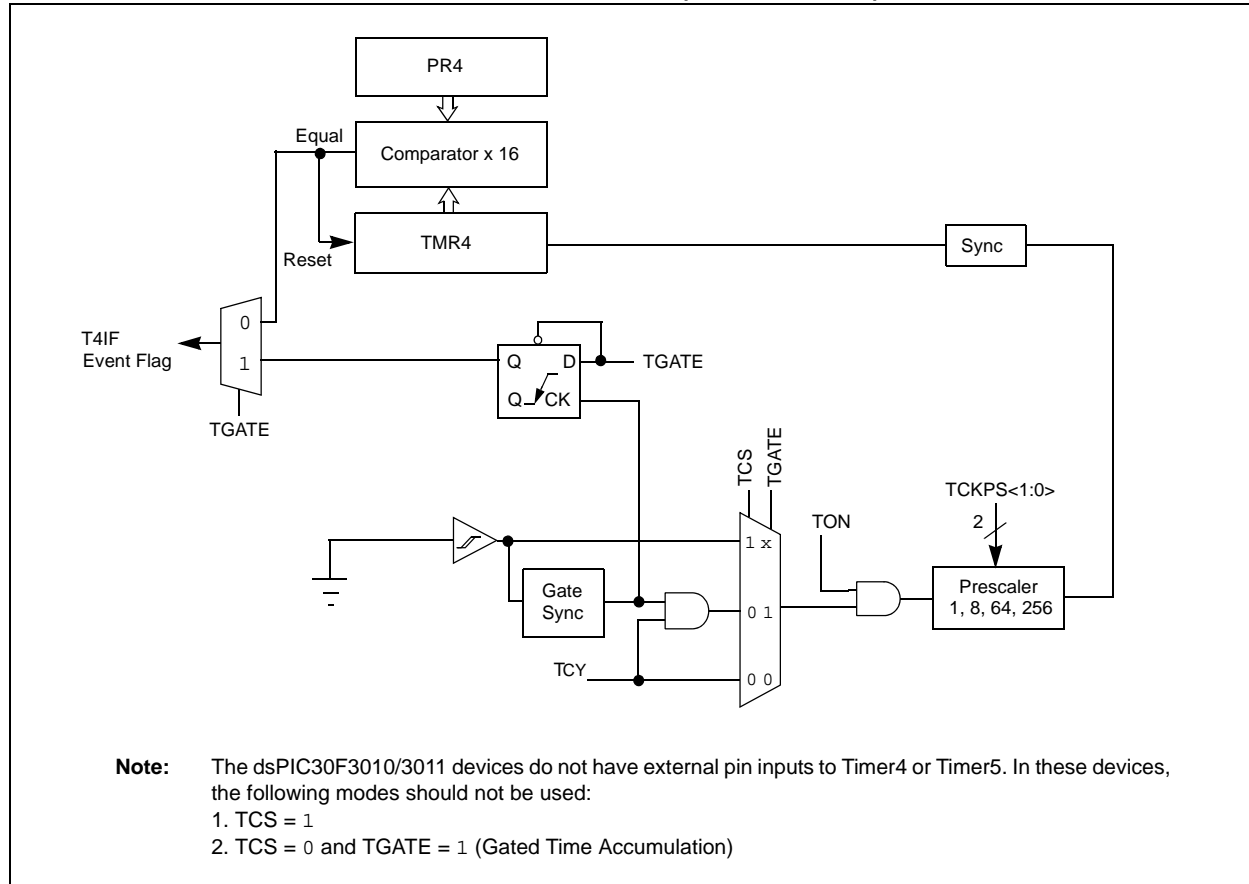 PR4
Equal
Comparator x 16
TMR4
Sync
Reset
0
T4IF
Event Flag
1
Q D
TGATE
Q CK
TGATE
TCS
TGATE
TCKPS<1:0>
2
TON
1 x
Prescaler
1, 8, 64, 256
Gate
Sync
0 1
TCY
0 0
Note: The dsPIC30F3010/3011 devices do not have external pin inputs to Timer4 or Timer5. In these devices,
the following modes should not be used:
1. TCS = 1
2. TCS = 0 and TGATE = 1 (Gated Time Accumulation)